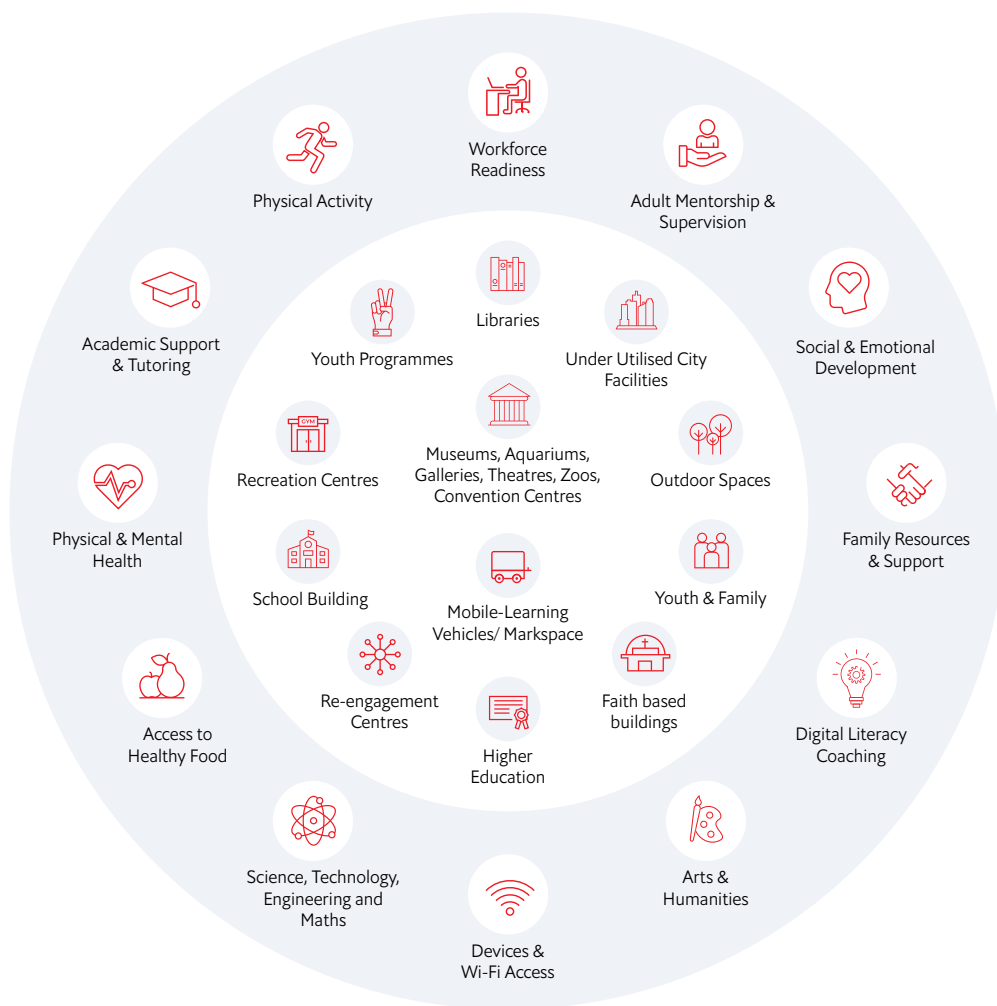 Workforce
Readiness
Physical Activity
Adult Mentorship &
Supervision
Academic Support
& Tutoring
Social & Emotional
Development
Physical & Mental
Health
Family Resources
& Support
Access to
Healthy Food
Digital Literacy
Coaching
Science, Technology,
Engineering and
Maths
Arts &
Humanities
Devices &
Wi-Fi Access
Libraries
Youth Programmes
Under Utilised City
Facilities
GYM
Recreation Centres
Museums, Aquariums,
Galleries, Theatres, Zoos,
Convention Centres
Outdoor Spaces
School Building
Mobile-Learning
Vehicles/ Markspace
Youth & Family
Re-engagement
Centres
Higher
Education
Faith based
buildings